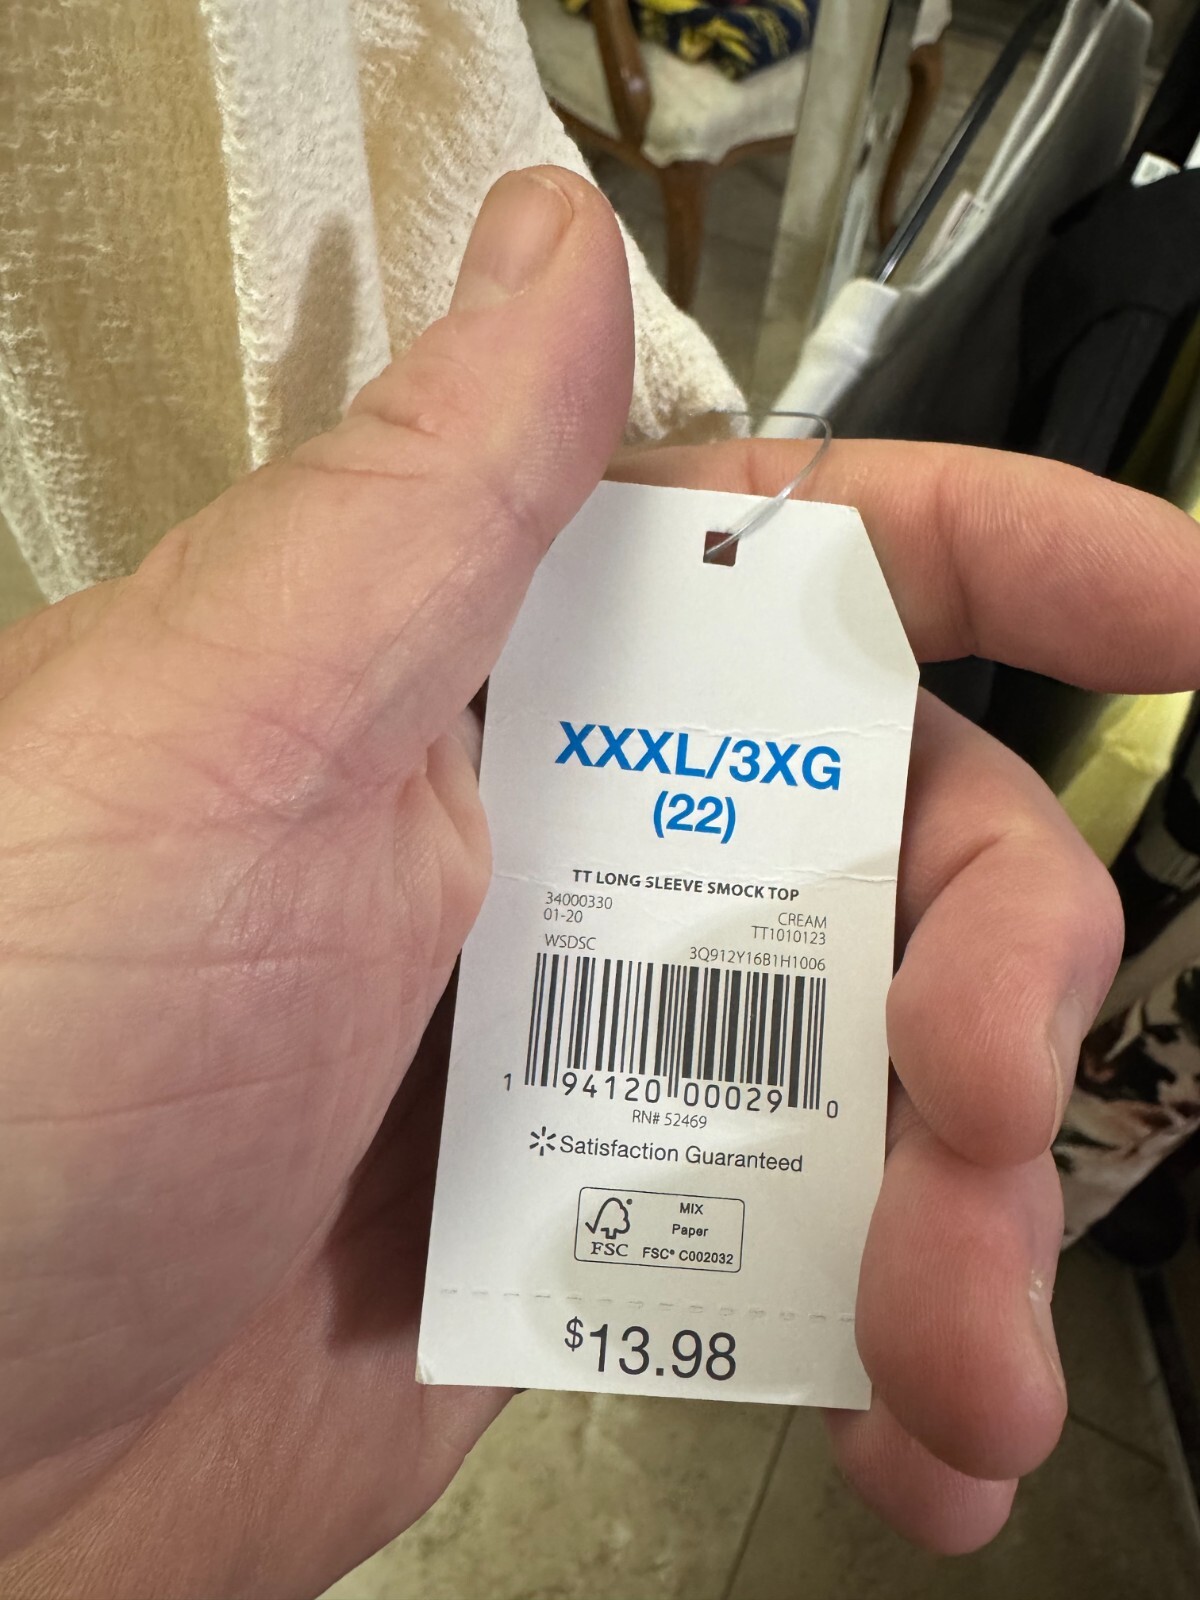 XXXL/3XG
(22)
TT LONG SLEEVE SMOCK TOP
34000330
01-20
CREAM
TT1010123
WSDSC
3Q912Y16B1H1006
1 94120 00029 0
RN# 52469
Satisfaction Guaranteed
FSC
MIX
Paper
FSC® C002032
$13.98